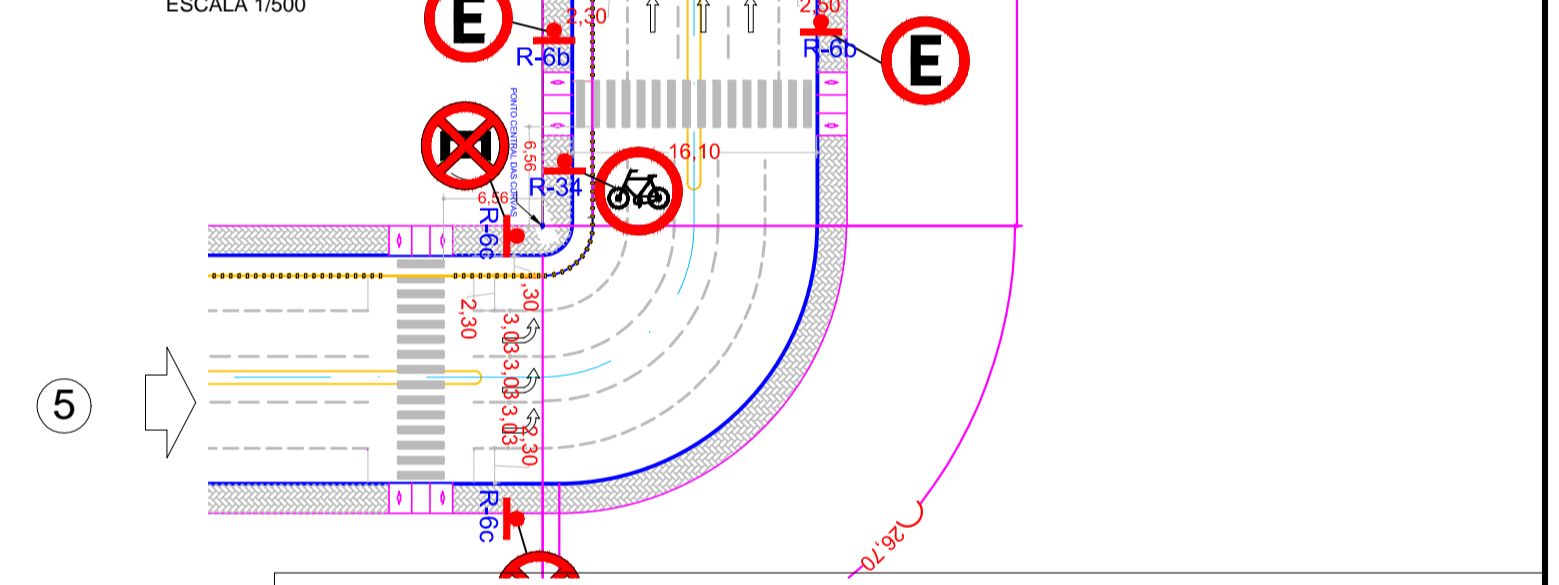 ESCALA 1/500
E
2,30
2,50
R-6b
R-6b
E
PONTO CENTRAL DAS CURVAS
6,56
16,10
R-34
6,56
R-6c
,30
2,30
3,03
3,03
3,03
2,30
5
R-6c
26,70